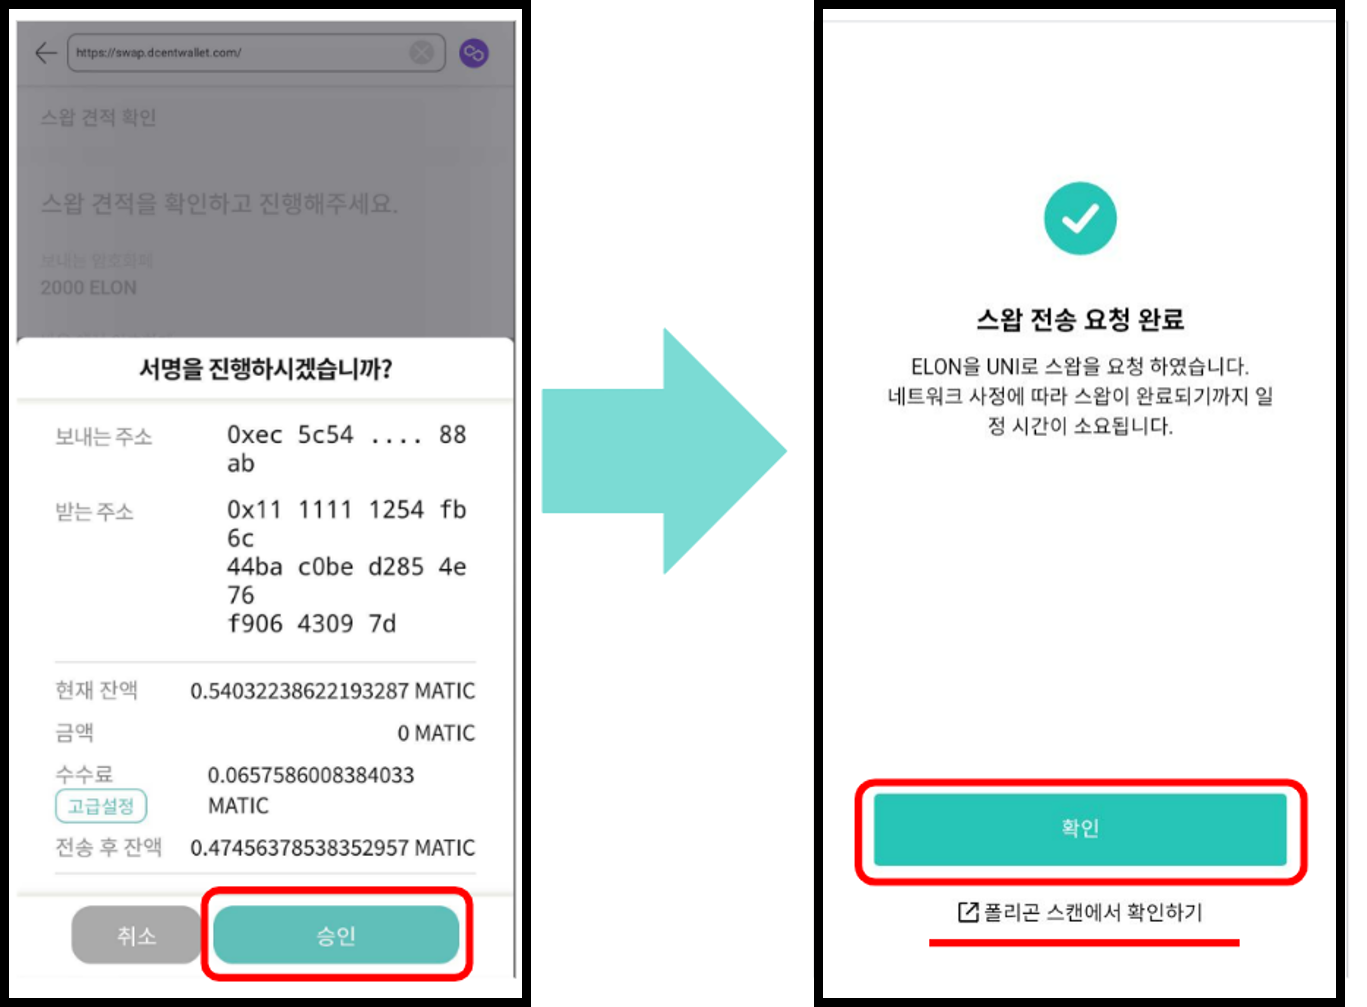 https://swap.dcentwallet.com/
스왑 견적 확인
스왑 견적을 확인하고 진행해주세요.
보내는 암호화폐
2000 ELON
서명을 진행하시겠습니까?
보내는 주소
0xec 5c54 .... 88
ab
받는 주소
0x11 1111 1254 fb
6c
44ba c0be d285 4e
76
f906 4309 7d
현재 잔액 0.54032238622193287 MATIC
금액 0 MATIC
수수료 0.0657586008384033
고급설정 MATIC
전송 후 잔액 0.47456378538352957 MATIC
취소 승인
스왑 전송 요청 완료
ELON을 UNI로 스왑을 요청 하였습니다.
네트워크 사정에 따라 스왑이 완료되기까지 일
정 시간이 소요됩니다.
확인
폴리곤 스캔에서 확인하기